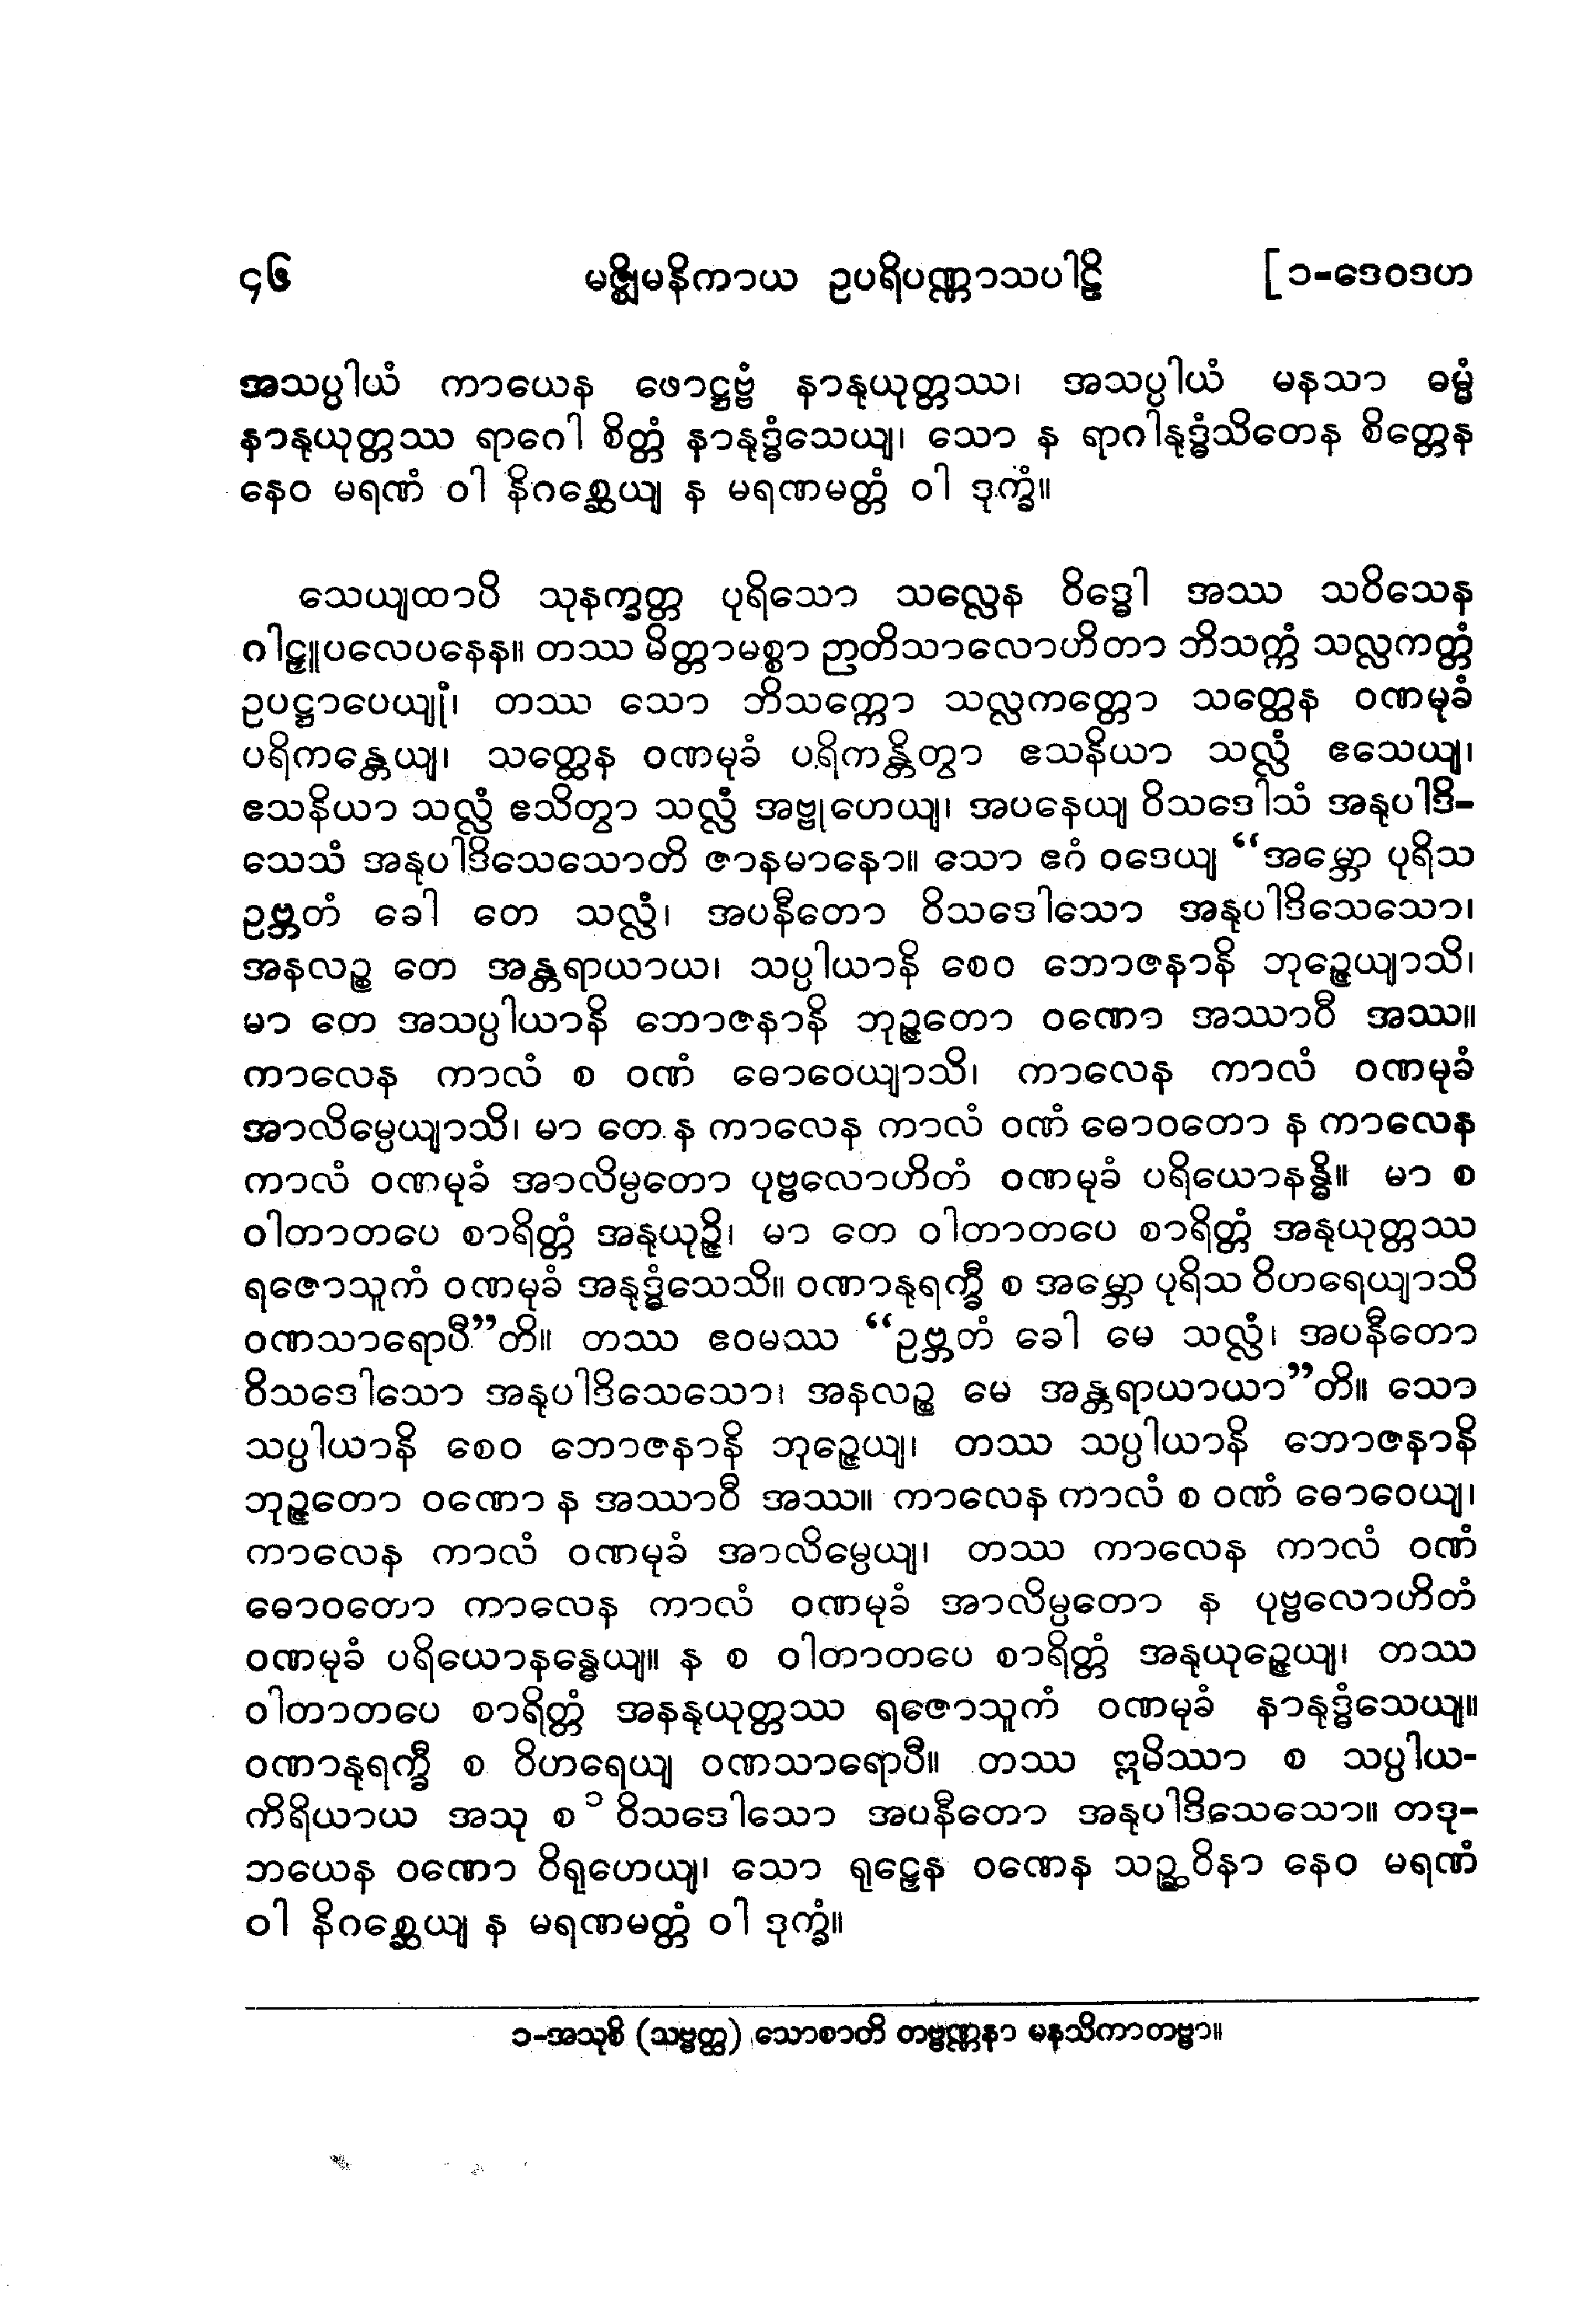 ၄၆ မဇ္ဈိမနိကာယ ဥပရိပဏ္ဏာသပါဠိ [၁-ဒေဝဒဟ
အသပ္ပါယံ ကာယေန ဖောဋ္ဌဗ္ဗံ နာနုယုတ္တဿ၊ အသပ္ပါယံ မနသာ ဓမ္မံ
နာနုယုတ္တဿ ရာဂေါ စိတ္တံ နာနုဒ္ဓံသေယျ၊ သော န ရာဂါနုဒ္ဓံသိတေန စိတ္တေန
နေဝ မရဏံ ဝါ နိဂစ္ဆေယျ န မရဏမတ္တံ ဝါ ဒုက္ခံ။
သေယျထာပိ သုနက္ခတ္တ ပုရိသော သလ္လေန ဝိဒ္ဓေါ အဿ သဝိသေန
ဂါဠှူပလေပနေန။ တဿ မိတ္တာမစ္စာ ဉာတိသာလောဟိတာ ဘိသက္ကံ သလ္လကတ္တံ
ဥပဋ္ဌာပေယျုံ၊ တဿ သော ဘိသက္ကော သလ္လကတ္တော သတ္ထေန ဝဏမုခံ
ပရိကန္တေယျ၊ သတ္ထေန ဝဏမုခံ ပရိကန္တိတွာ ဧသနိယာ သလ္လံ ဧသေယျ၊
ဧသနိယာ သလ္လံ ဧသိတွာ သလ္လံ အဗ္ဗုဟေယျ၊ အပနေယျ ဝိသဒေါသံ အနုပါဒိ-
သေသံ အနုပါဒိသေသောတိ ဇာနမာနော။ သော ဧဂံ ဝဒေယျ “အမ္ဘော ပုရိသ
ဥဗ္ဘတံ ခေါ တေ သလ္လံ၊ အပနီတော ဝိသဒေါသော အနုပါဒိသေသော၊
အနလဉ္စ တေ အန္တရာယာယ၊ သပ္ပါယာနိ စေဝ ဘောဇနာနိ ဘုဉ္ဇေယျာသိ၊
မာ တေ အသပ္ပါယာနိ ဘောဇနာနိ ဘုဉ္ဇတော ဝဏော အဿာဝီ အဿ။
ကာလေန ကာလံ စ ဝဏံ ဓောဝေယျာသိ၊ ကာလေန ကာလံ ဝဏမုခံ
အာလိမ္ပေယျာသိ၊ မာ တေ န ကာလေန ကာလံ ဝဏံ ဓောဝတော န ကာလေန
ကာလံ ဝဏမုခံ အာလိမ္ပတော ပုဗ္ဗလောဟိတံ ဝဏမုခံ ပရိယောနန္ဓိ။ မာ စ
ဝါတာတပေ စာရိတ္တံ အနုယုဉ္ဇိ၊ မာ တေ ဝါတာတပေ စာရိတ္တံ အနုယုတ္တဿ
ရဇောသူကံ ဝဏမုခံ အနုဒ္ဓံသေသိ။ ဝဏာနုရက္ခီ စ အမ္ဘော ပုရိသ ဝိဟရေယျာသိ
ဝဏသာရောပီ”တိ။ တဿ ဧဝမဿ “ဥဗ္ဘတံ ခေါ မေ သလ္လံ၊ အပနီတော
ဝိသဒေါသော အနုပါဒိသေသော၊ အနလဉ္စ မေ အန္တရာယာယာ”တိ။ သော
သပ္ပါယာနိ စေဝ ဘောဇနာနိ ဘုဉ္ဇေယျ၊ တဿ သပ္ပါယာနိ ဘောဇနာနိ
ဘုဉ္ဇတော ဝဏော န အဿာဝီ အဿ။ ကာလေန ကာလံ စ ဝဏံ ဓောဝေယျ၊
ကာလေန ကာလံ ဝဏမုခံ အာလိမ္ပေယျ၊ တဿ ကာလေန ကာလံ ဝဏံ
ဓောဝတော ကာလေန ကာလံ ဝဏမုခံ အာလိမ္ပတော န ပုဗ္ဗလောဟိတံ
ဝဏမုခံ ပရိယောနန္ဓေယျ။ န စ ဝါတာတပေ စာရိတ္တံ အနုယုဉ္ဇေယျ၊ တဿ
ဝါတာတပေ စာရိတ္တံ အနနုယုတ္တဿ ရဇောသူကံ ဝဏမုခံ နာနုဒ္ဓံသေယျ။
ဝဏာနုရက္ခီ စ ဝိဟရေယျ ဝဏသာရောပီ။ တဿ ဣမိဿာ စ သပ္ပါယ-
ကိရိယာယ အသု စ ၁ ဝိသဒေါသော အပနီတော အနုပါဒိသေသော။ တဒု-
ဘယေန ဝဏော ဝိရုဟေယျ၊ သော ရုဠှေန ဝဏေန သဉ္ဆဝိနာ နေဝ မရဏံ
ဝါ နိဂစ္ဆေယျ န မရဏမတ္တံ ဝါ ဒုက္ခံ။
၁-အသုစိ (သဗ္ဗတ္ထ) သောစာတိ တဗ္ဗဏ္ဏနာ မနသိကာတဗ္ဗာ။